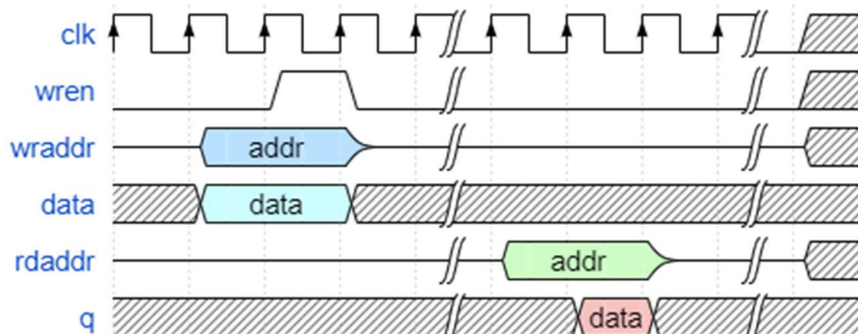 clk
wren
wraddr addr
data data
rdaddr addr
q data